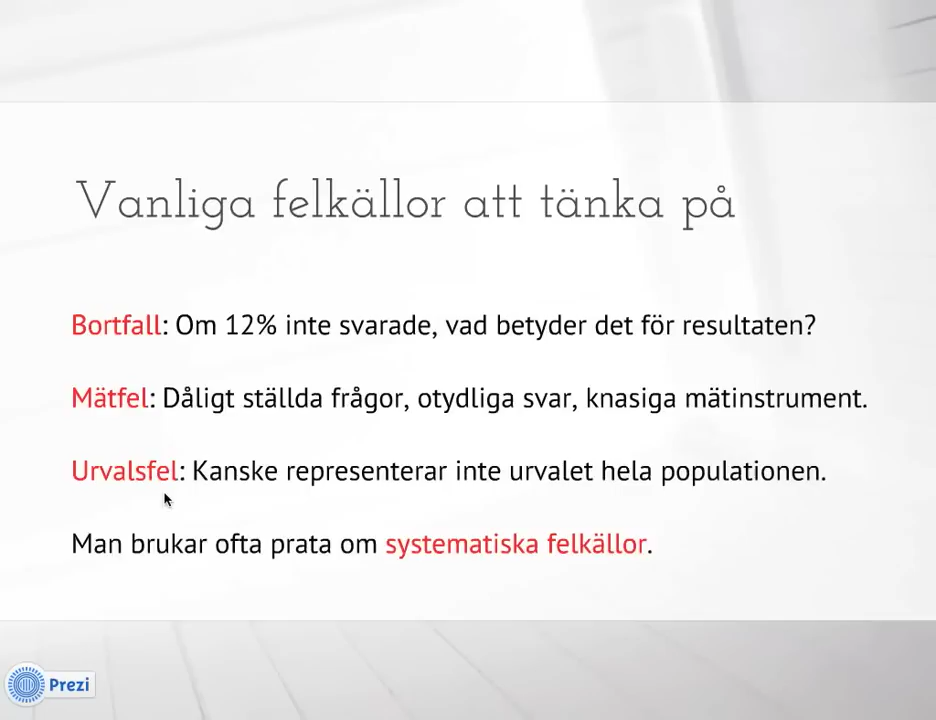 Vanliga felkällor att tänka på
Bortfall: Om 12% inte svarade, vad betyder det för resultaten?
Mätfel: Dåligt ställda frågor, otydliga svar, knasiga mätinstrument.
Urvalsfel: Kanske representerar inte urvalet hela populationen.
Man brukar ofta prata om systematiska felkällor.
Prezi